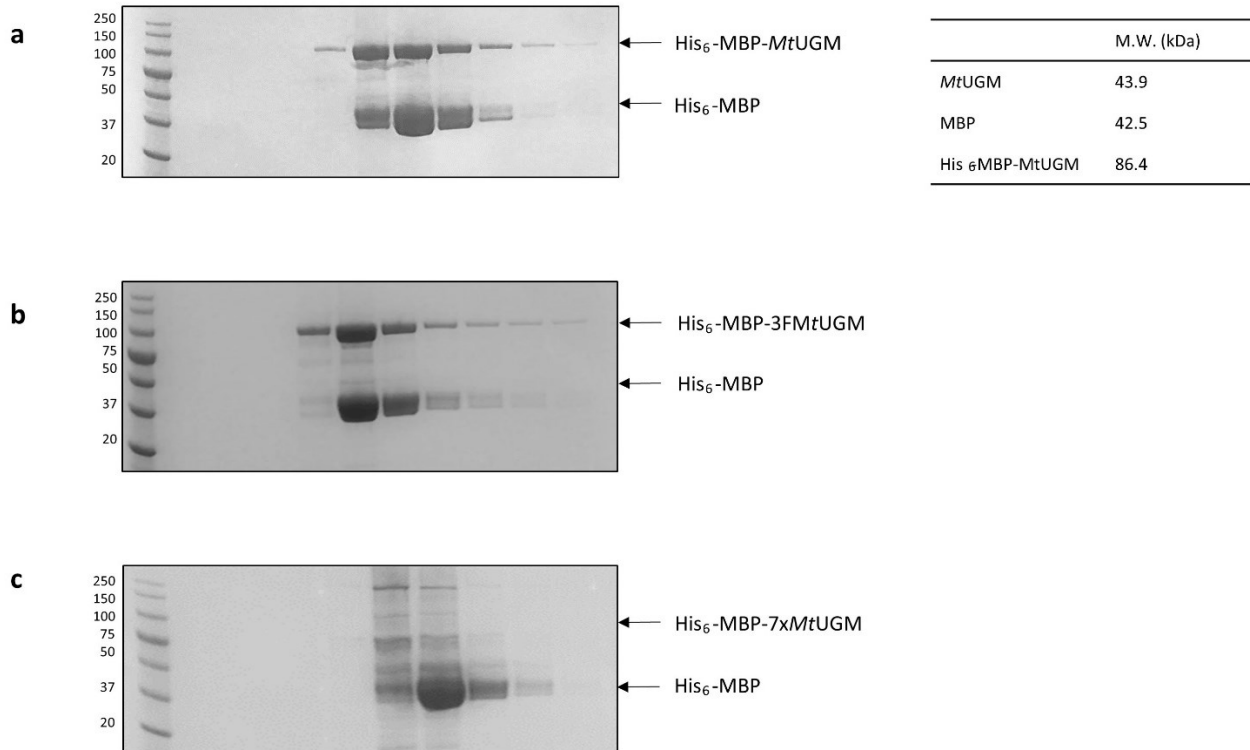 a
250
150
100
75
50
37
20
His₆-MBP-MtUGM
His₆-MBP
M.W. (kDa)
MtUGM 43.9
MBP 42.5
His ₆MBP-MtUGM 86.4
b
250
150
100
75
50
37
20
His₆-MBP-3FMtUGM
His₆-MBP
c
250
150
100
75
50
37
20
His₆-MBP-7xMtUGM
His₆-MBP